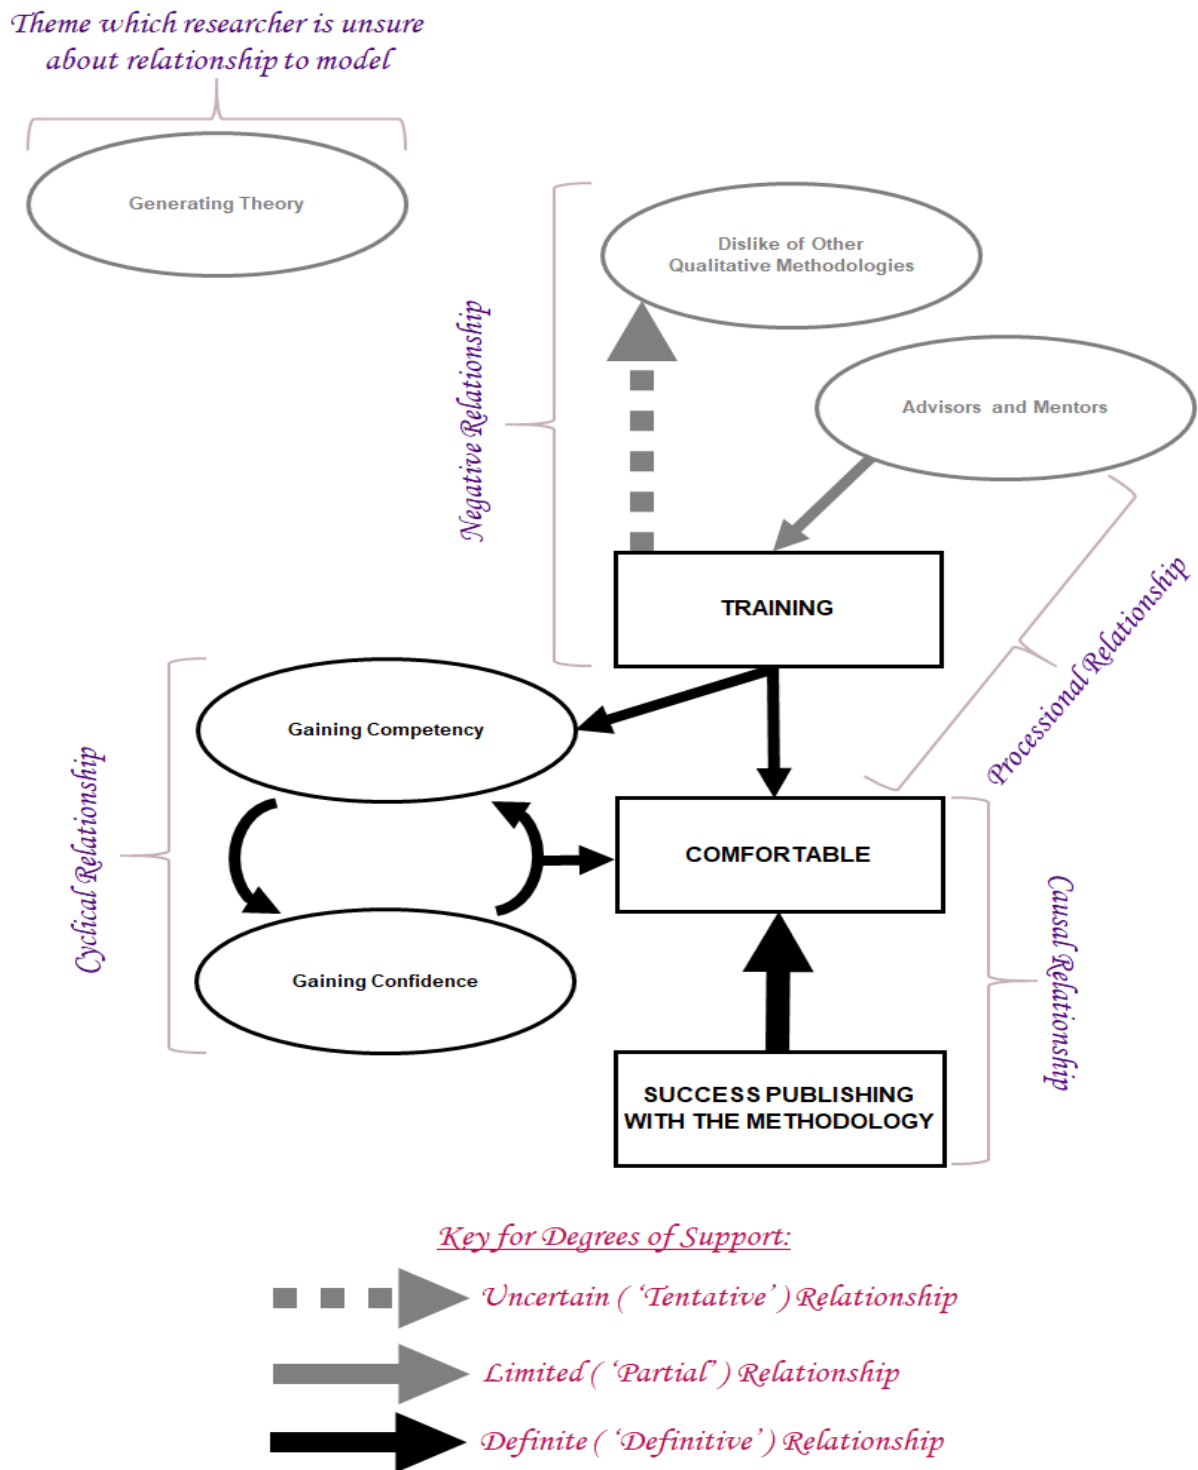 Theme which researcher is unsure
about relationship to model
Generating Theory
Dislike of Other
Qualitative Methodologies
Negative Relationship
Advisors and Mentors
TRAINING
Processional Relationship
Gaining Competency
Cyclical Relationship
COMFORTABLE
Causal Relationship
Gaining Confidence
SUCCESS PUBLISHING
WITH THE METHODOLOGY
Key for Degrees of Support:
Uncertain ( ‘Tentative’ ) Relationship
Limited ( ‘Partial’ ) Relationship
Definite ( ‘Definitive’ ) Relationship